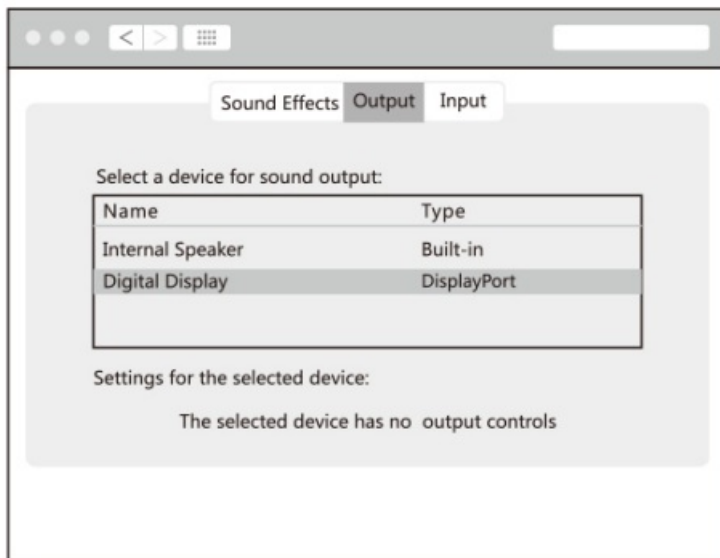 Sound Effects Output Input
Select a device for sound output:
Name Type
Internal Speaker Built-in
Digital Display DisplayPort
Settings for the selected device:
The selected device has no output controls